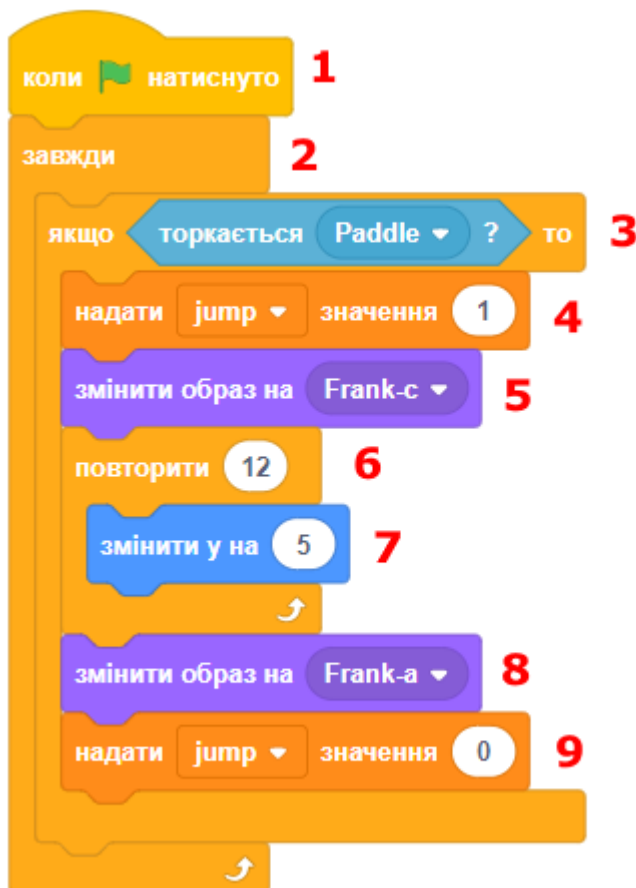 коли натиснуто 1
завжди 2
якщо торкається Paddle ? то 3
надати jump значення 1 4
змінити образ на Frank-c 5
повторити 12 6
змінити y на 5 7
змінити образ на Frank-a 8
надати jump значення 0 9